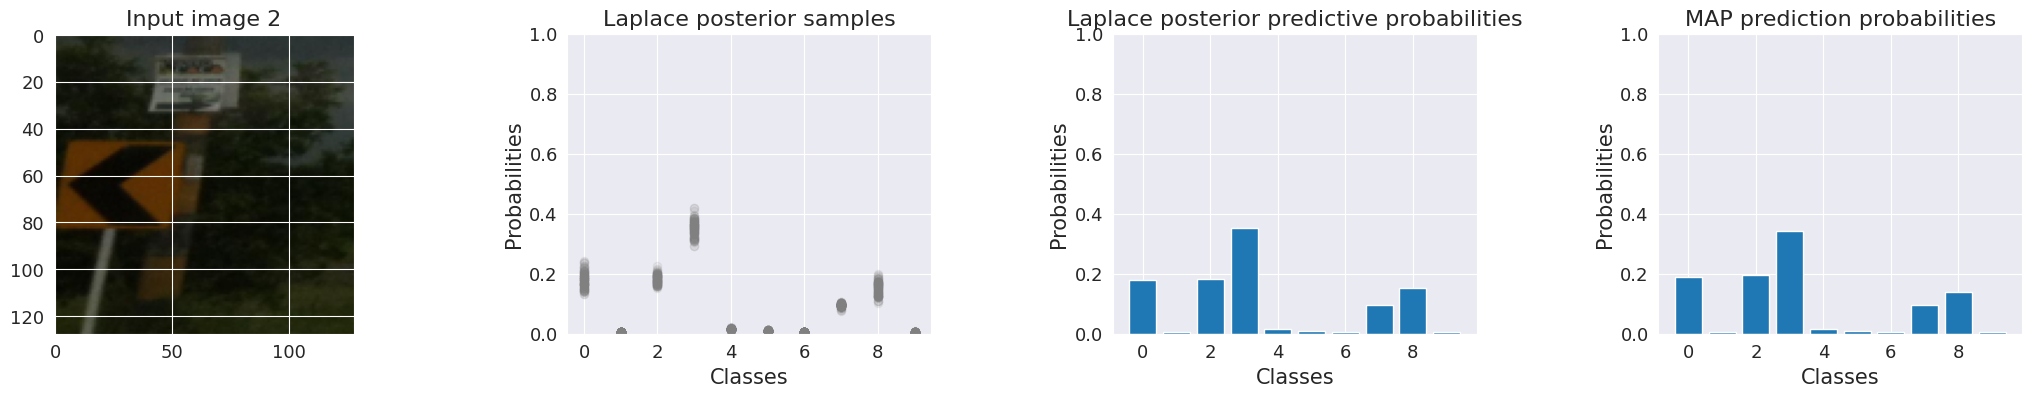 Input image 2
0
20
40
60
80
100
120
0 50 100
Laplace posterior samples
1.0
0.8
0.6
0.4
0.2
0.0
Probabilities
0 2 4 6 8
Classes
Laplace posterior predictive probabilities
1.0
0.8
0.6
0.4
0.2
0.0
Probabilities
0 2 4 6 8
Classes
MAP prediction probabilities
1.0
0.8
0.6
0.4
0.2
0.0
Probabilities
0 2 4 6 8
Classes